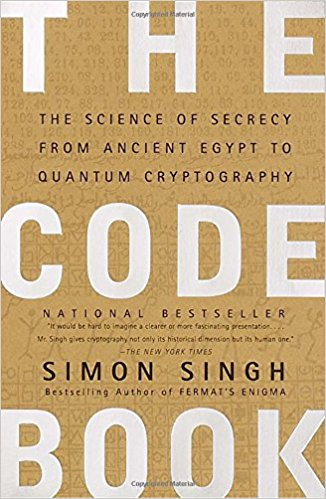 THE
THE SCIENCE OF SECRECY
FROM ANCIENT EGYPT TO
QUANTUM CRYPTOGRAPHY
CODE
NATIONAL BESTSELLER
"It would be hard to imagine a clearer or more fascinating presentation. . . .
Mr. Singh gives cryptography not only its historical dimension but its human one."
—THE NEW YORK TIMES
SIMON SINGH
Bestselling Author of FERMAT'S ENIGMA
BOOK